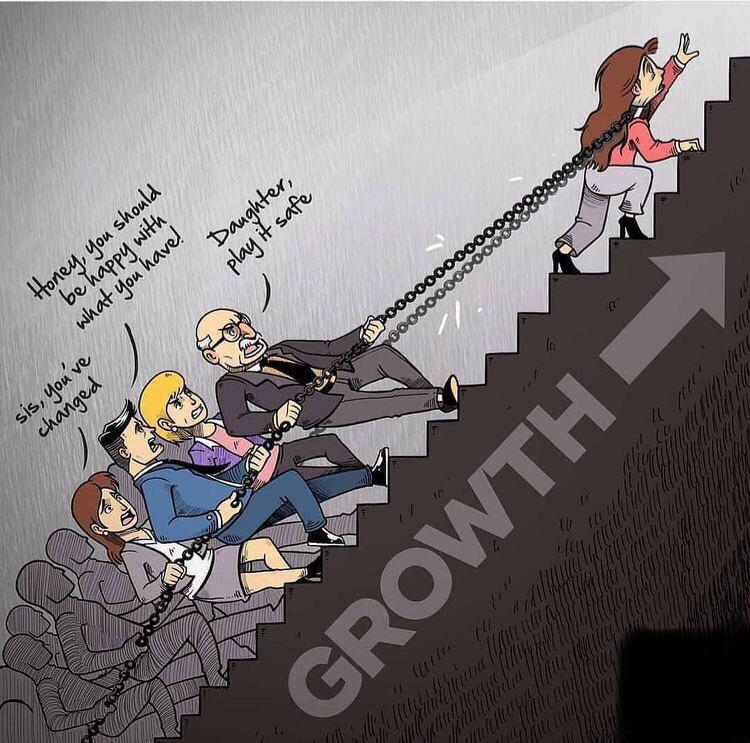 Honey, you should
be happy with
what you have!
Daughter,
play it safe
sis, you've
changed
GROWTH